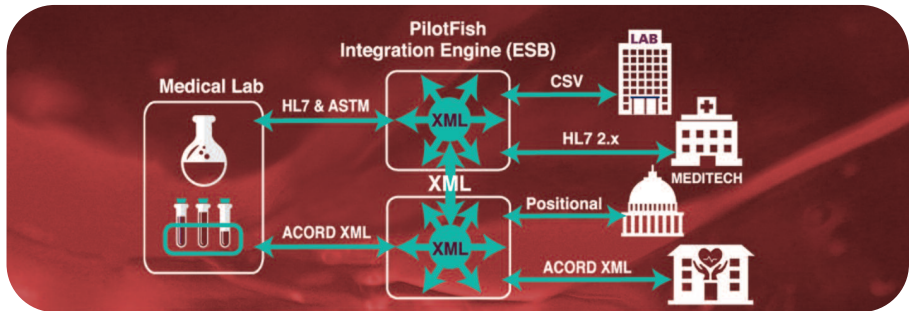 PilotFish
Integration Engine (ESB)
Medical Lab
HL7 & ASTM
XML
CSV
LAB
HL7 2.x
MEDITECH
XML
Positional
ACORD XML
XML
ACORD XML